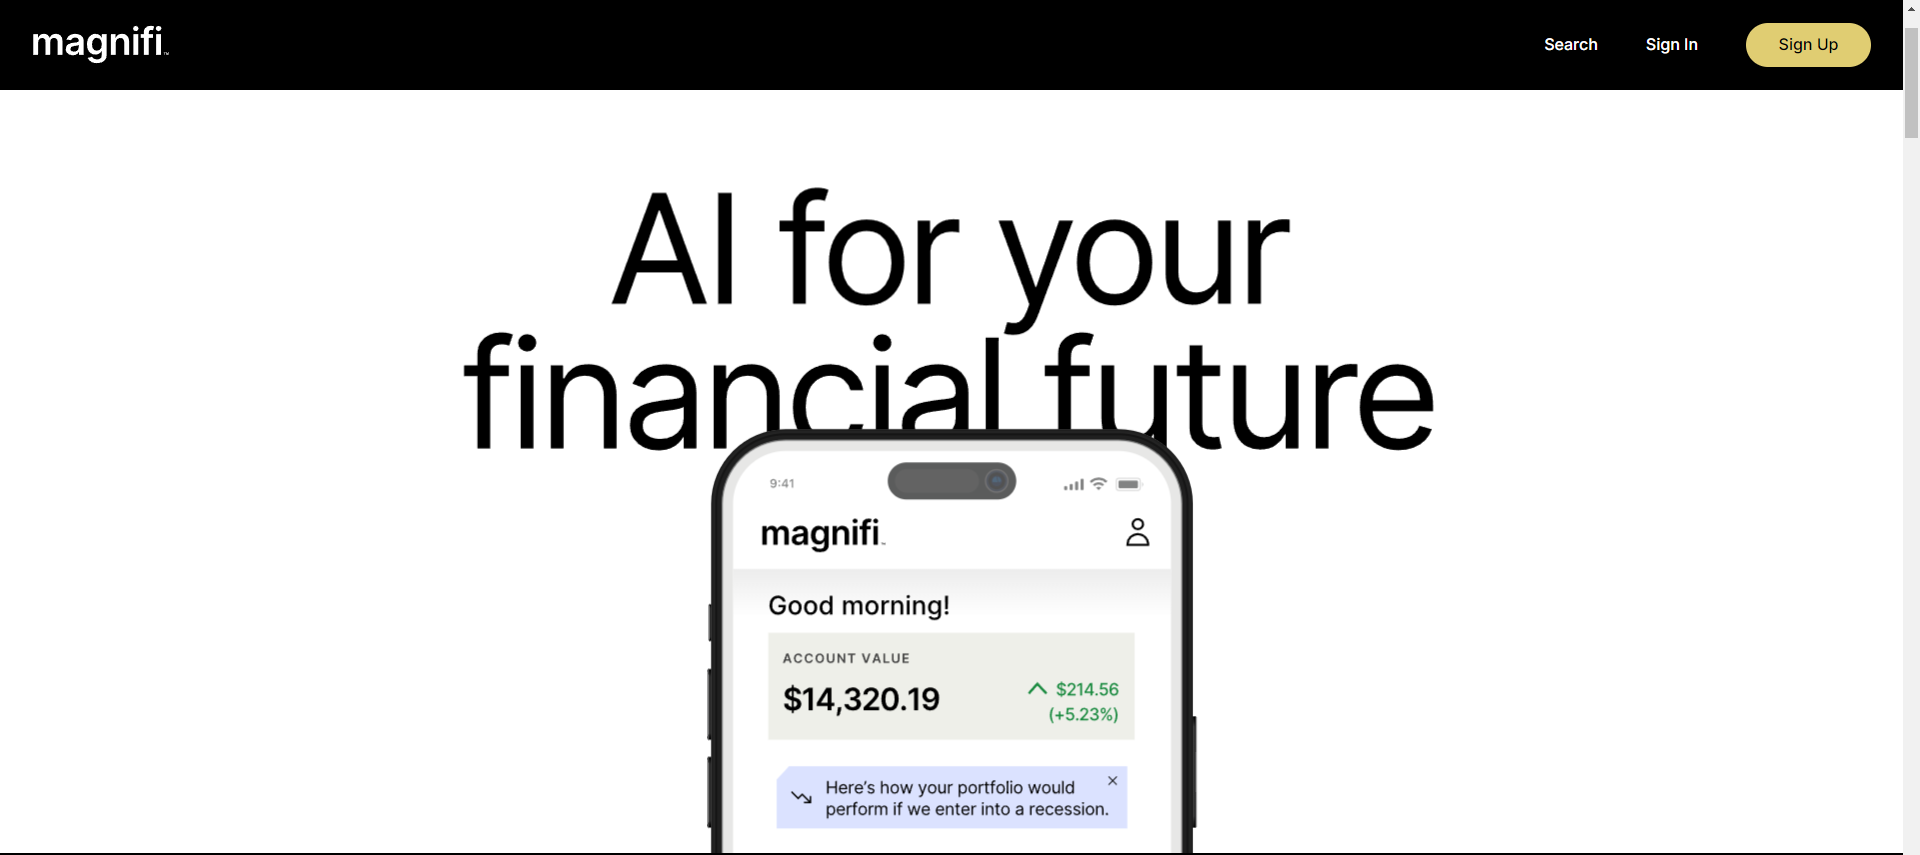 magnifi™
Search
Sign In
Sign Up
AI for your
financial future
9:41
magnifi™
Good morning!
ACCOUNT VALUE
$14,320.19
$214.56
(+5.23%)
Here’s how your portfolio would
perform if we enter into a recession.